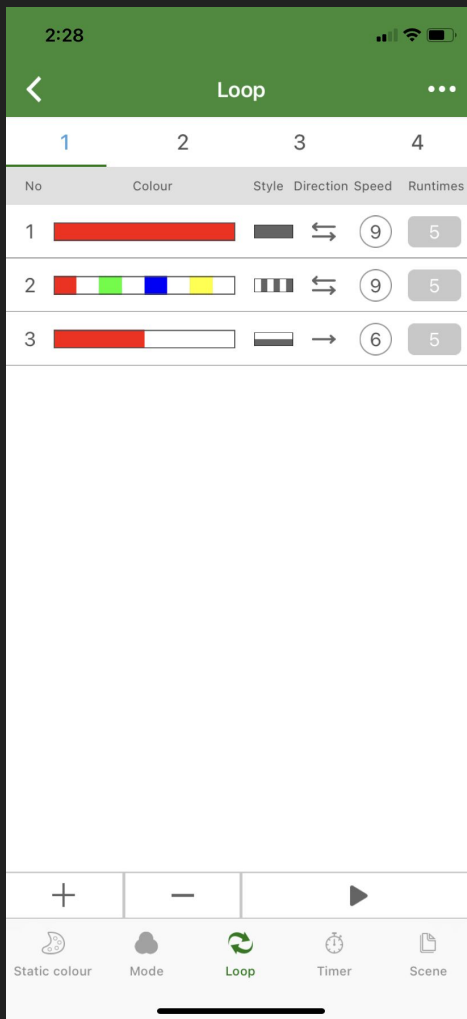 2:28
Loop
1 2 3 4
No Colour Style Direction Speed Runtimes
1 9 5
2 9 5
3 6 5
Static colour Mode Loop Timer Scene